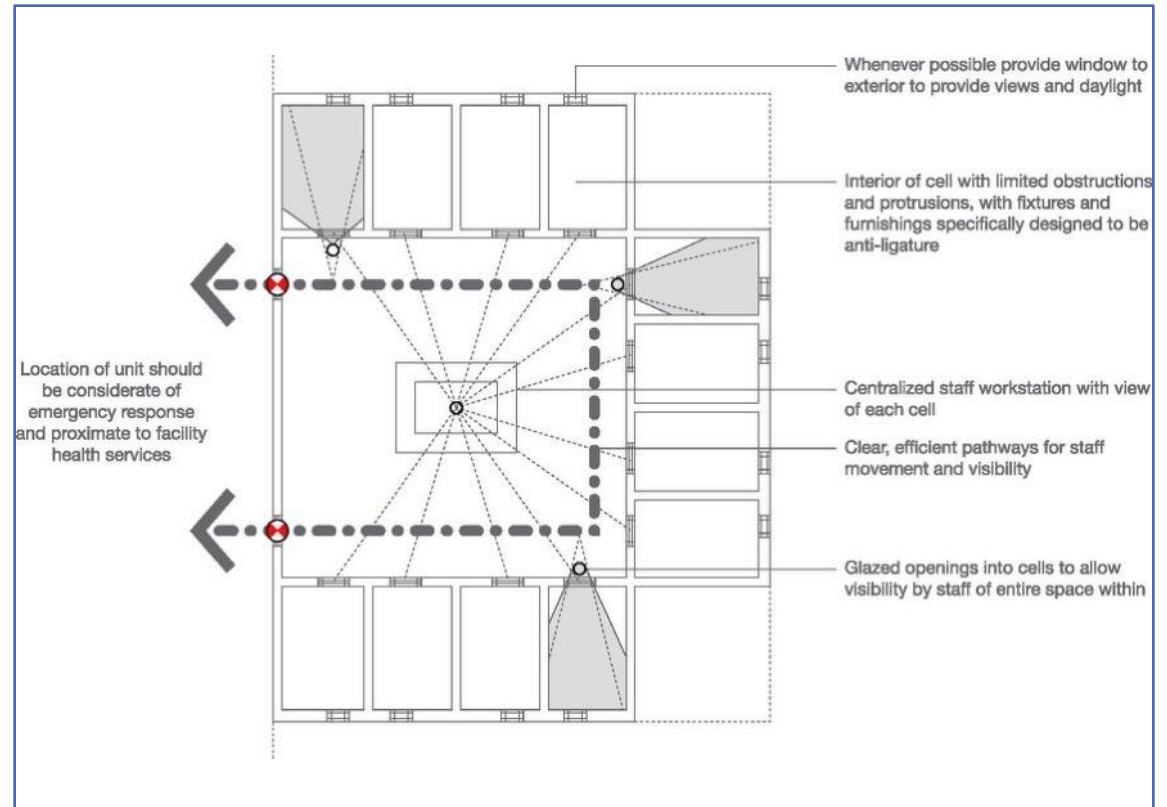 Whenever possible provide window to
exterior to provide views and daylight
Interior of cell with limited obstructions
and protrusions, with fixtures and
furnishings specifically designed to be
anti-ligature
Location of unit should
be considerate of
emergency response
and proximate to facility
health services
Centralized staff workstation with view
of each cell
Clear, efficient pathways for staff
movement and visibility
Glazed openings into cells to allow
visibility by staff of entire space within